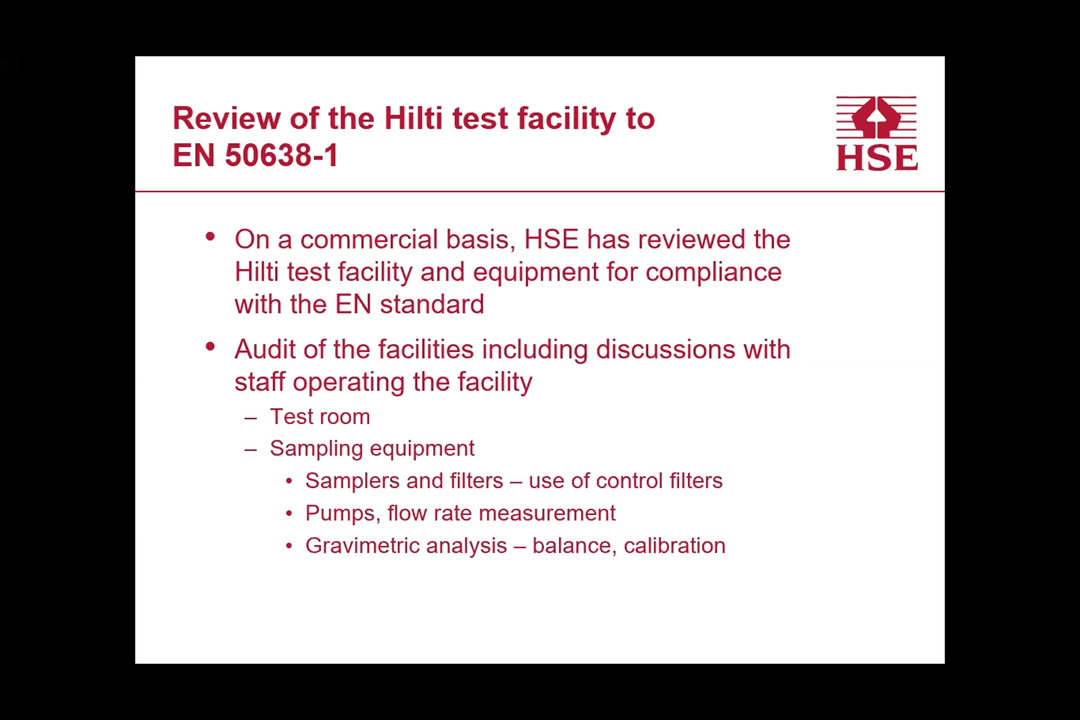 Review of the Hilti test facility to
EN 50638-1
HSE
• On a commercial basis, HSE has reviewed the
Hilti test facility and equipment for compliance
with the EN standard
• Audit of the facilities including discussions with
staff operating the facility
– Test room
– Sampling equipment
• Samplers and filters – use of control filters
• Pumps, flow rate measurement
• Gravimetric analysis – balance, calibration